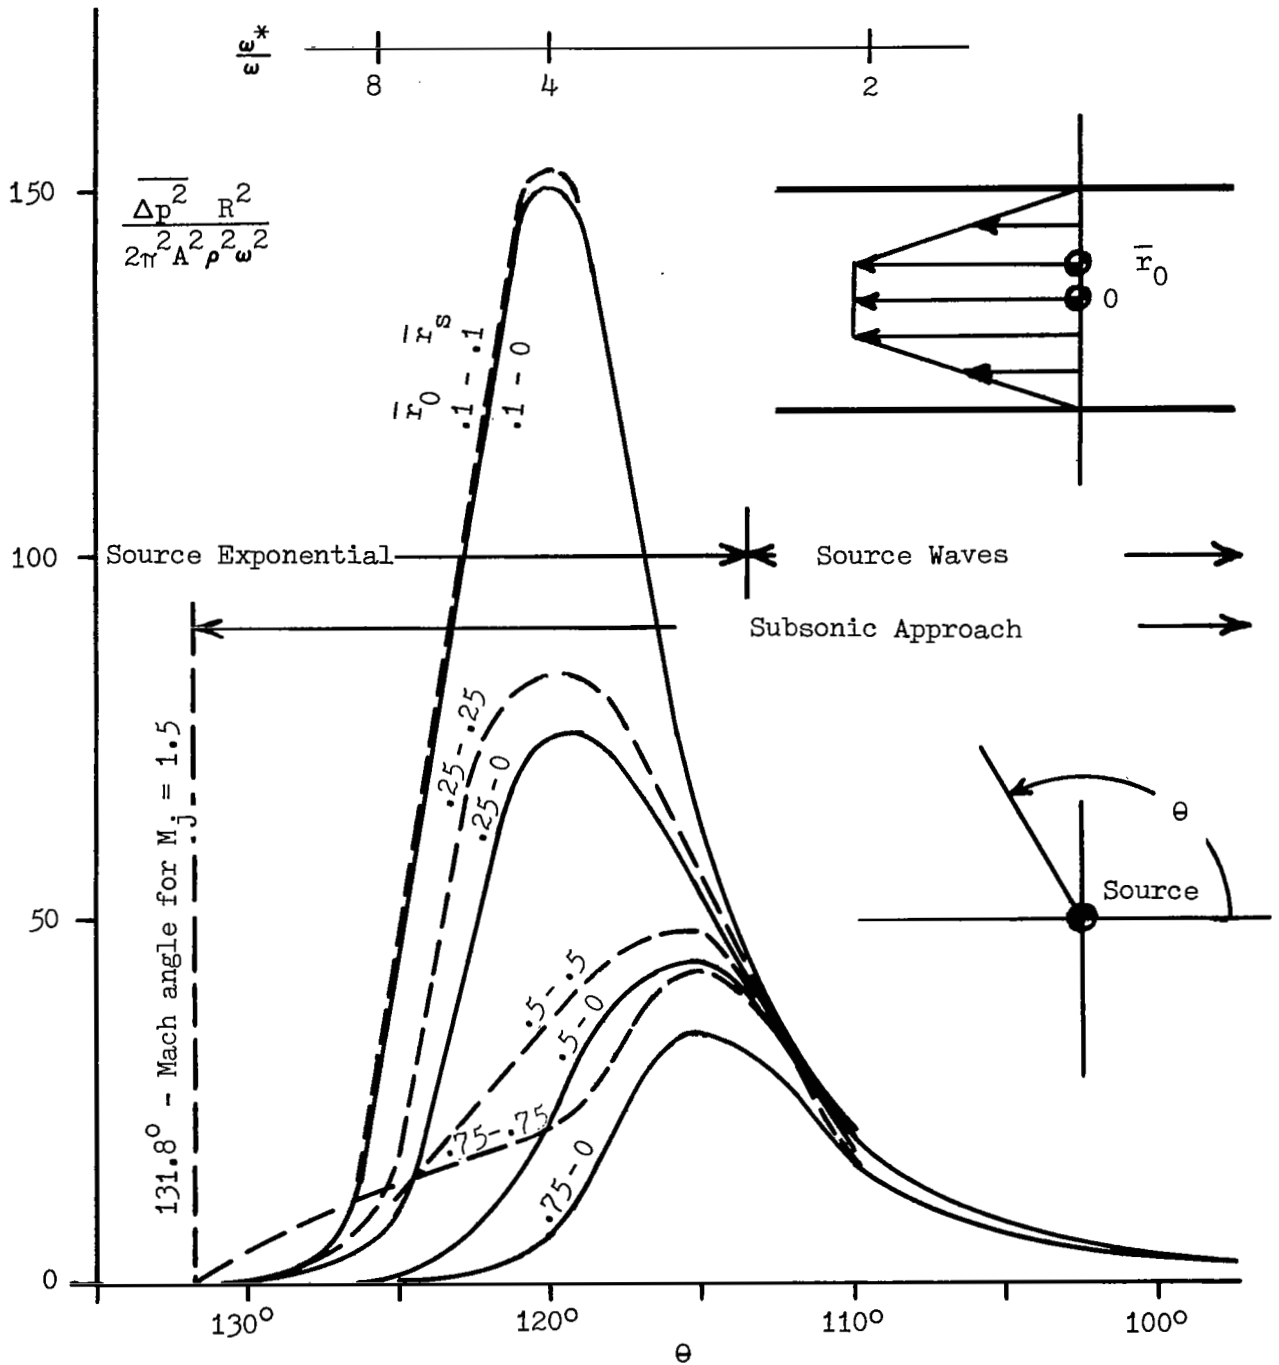 ω*
ω
8 4 2
150
Δp² R²
2π²A²ρ²ω²
r̄₀
0
r̄₀ r̄s
.1 - .1
.1 - 0
100
Source Exponential
Source Waves
Subsonic Approach
131.8° - Mach angle for Mj = 1.5
.25 - .25
.25 - 0
θ
Source
50
.5 - .5
.5 - 0
.75 - .75
.75 - 0
0
130° 120° 110° 100°
θ